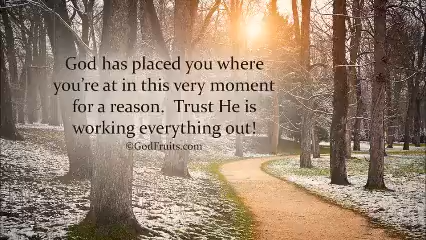 God has placed you where
you're at in this very moment
for a reason.  Trust He is
working everything out!
©GodFruits.com